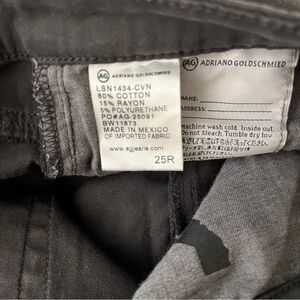 AG ADRIANO GOLDSCHMIED
LSN1434-CVN
80% COTTON
15% RAYON
5% POLYURETHANE
PO#AG-25091
BW11873
MADE IN MEXICO
OF IMPORTED FABRIC
www.agjeans.com
25R
AG ADRIANO GOLDSCHMIED
NAME:
ADDRESS:
Machine wash cold. Inside out.
Do not bleach. Tumble dry low